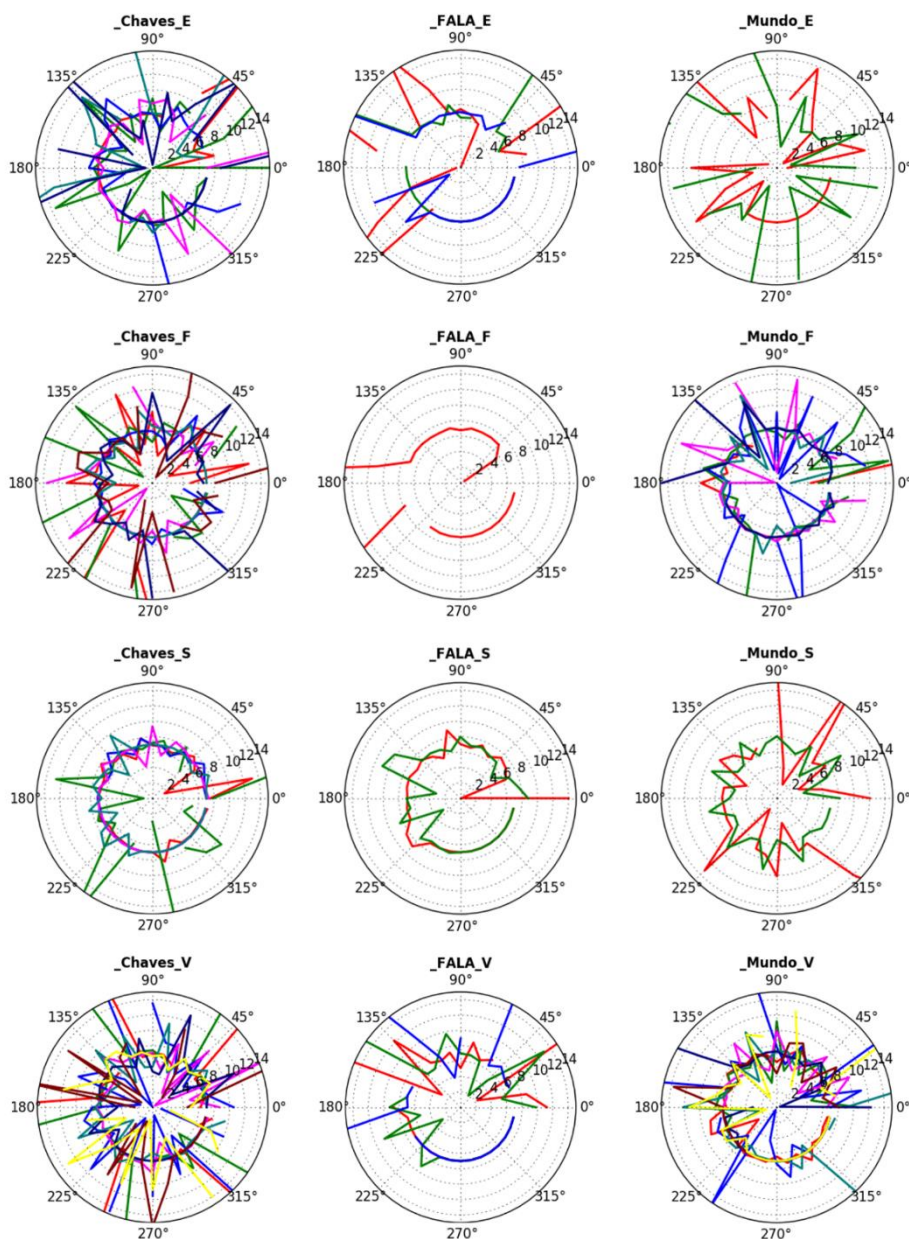 _Chaves_E _FALA_E _Mundo_E
90° 90° 90°
135° 45° 135° 45° 135° 45°
2 4 6 8 10 12 14 2 4 6 8 10 12 14 2 4 6 8 10 12 14
180° 0° 180° 0° 180° 0°
225° 315° 225° 315° 225° 315°
270° 270° 270°
_Chaves_F _FALA_F _Mundo_F
90° 90° 90°
135° 45° 135° 45° 135° 45°
2 4 6 8 10 12 14 2 4 6 8 10 12 14 2 4 6 8 10 12 14
180° 0° 180° 0° 180° 0°
225° 315° 225° 315° 225° 315°
270° 270° 270°
_Chaves_S _FALA_S _Mundo_S
90° 90° 90°
135° 45° 135° 45° 135° 45°
2 4 6 8 10 12 14 2 4 6 8 10 12 14 2 4 6 8 10 12 14
180° 0° 180° 0° 180° 0°
225° 315° 225° 315° 225° 315°
270° 270° 270°
_Chaves_V _FALA_V _Mundo_V
90° 90° 90°
135° 45° 135° 45° 135° 45°
8 10 12 14 2 4 6 8 10 12 14 2 4 6 8 10 12 14
180° 0° 180° 0° 180° 0°
225° 315° 225° 315° 225° 315°
270° 270° 270°